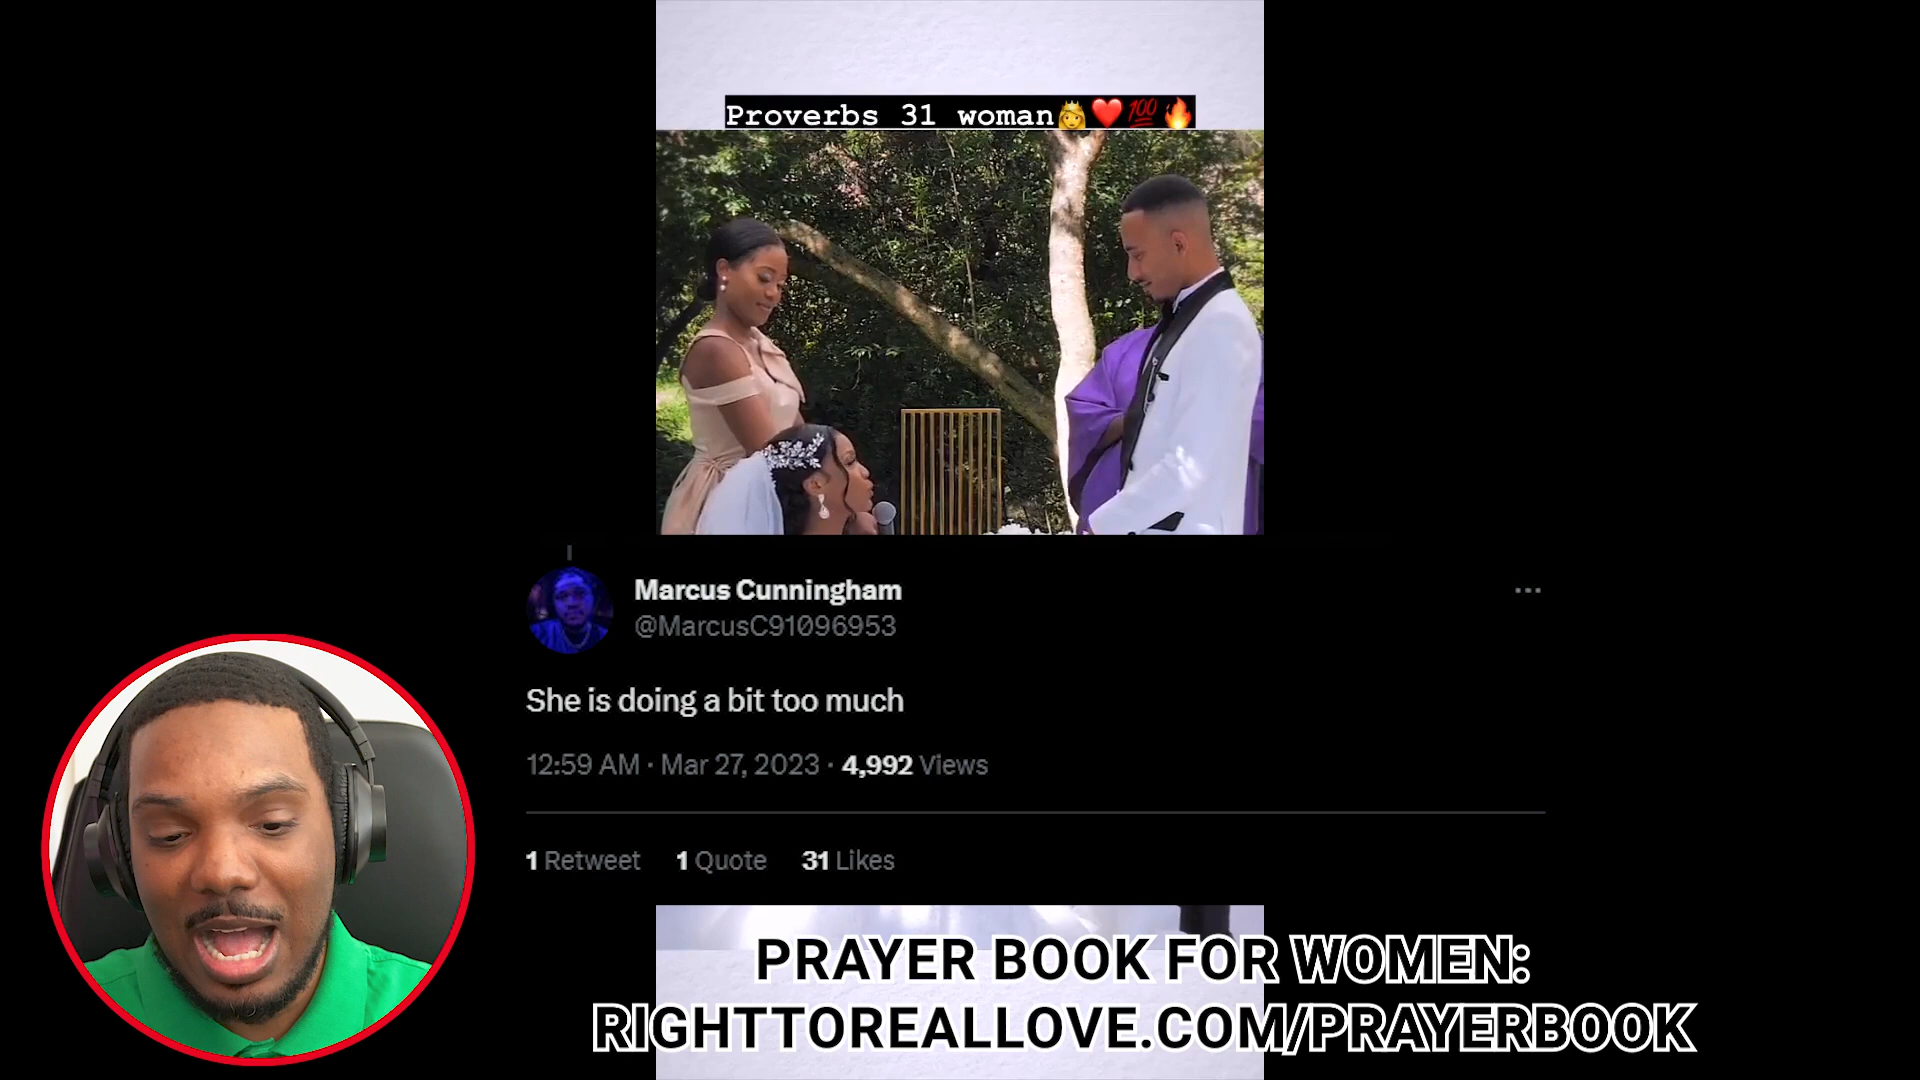 Proverbs 31 woman👸❤️💯🔥
Marcus Cunningham
@MarcusC91096953
She is doing a bit too much
12:59 AM · Mar 27, 2023 · 4,992 Views
1 Retweet 1 Quote 31 Likes
PRAYER BOOK FOR WOMEN:
RIGHTTOREALLOVE.COM/PRAYERBOOK